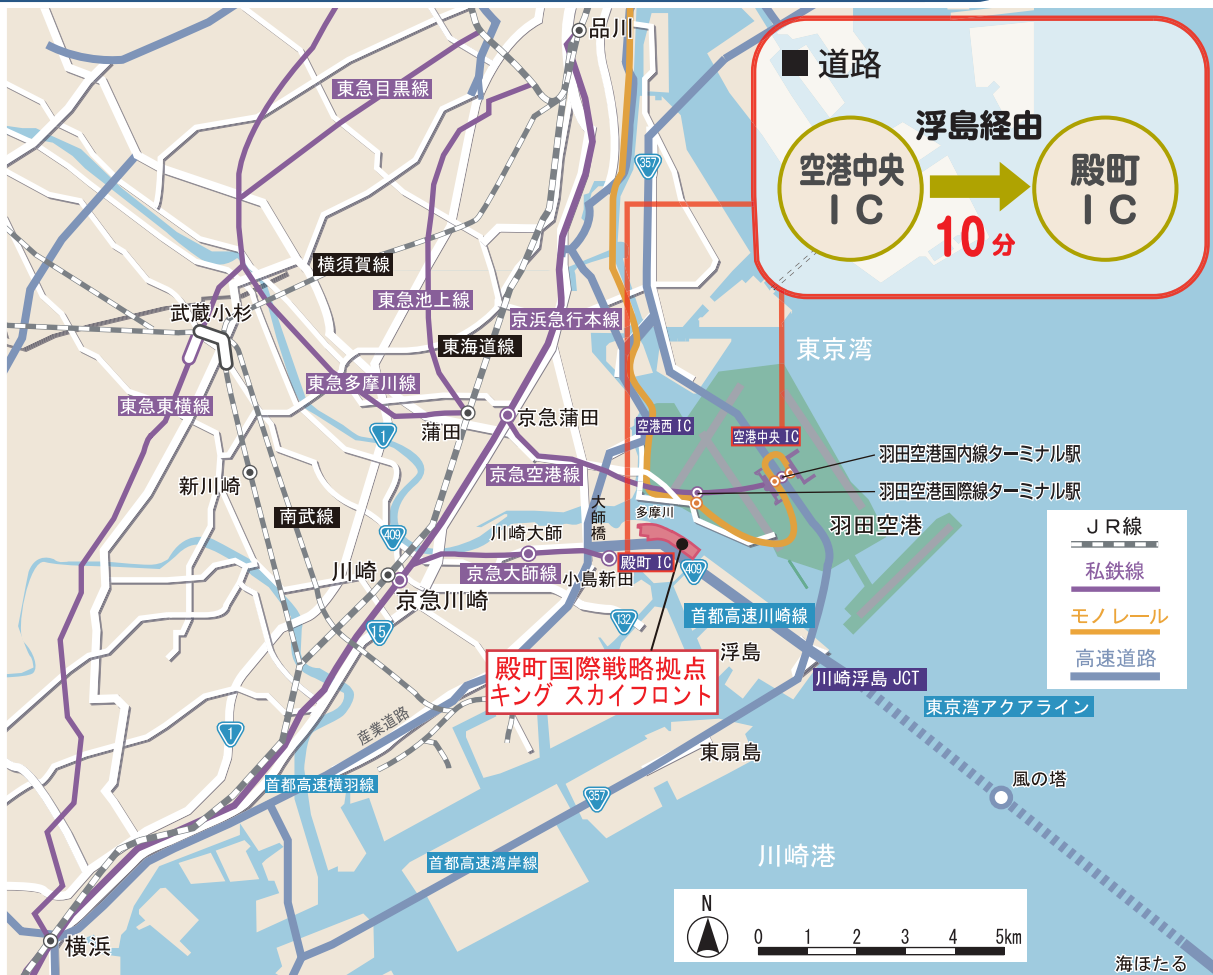 品川
■ 道路
浮島経由
空港中央
ＩＣ
殿町
ＩＣ
10分
東急目黒線
357
横須賀線
東急池上線
武蔵小杉
京浜急行本線
東海道線
東京湾
東急多摩川線
東急東横線
1
蒲田
京急蒲田
空港西 IC
空港中央 IC
羽田空港国内線ターミナル駅
新川崎
京急空港線
羽田空港国際線ターミナル駅
大師橋
多摩川
南武線
羽田空港
ＪＲ線
409
川崎大師
川崎
京急大師線
小島新田
殿町 IC
409
私鉄線
京急川崎
モノレール
15
132
首都高速川崎線
高速道路
殿町国際戦略拠点
キング スカイフロント
浮島
川崎浮島 JCT
東京湾アクアライン
1
産業道路
東扇島
首都高速横羽線
風の塔
357
首都高速湾岸線
川崎港
N
0 1 2 3 4 5km
横浜
海ほたる